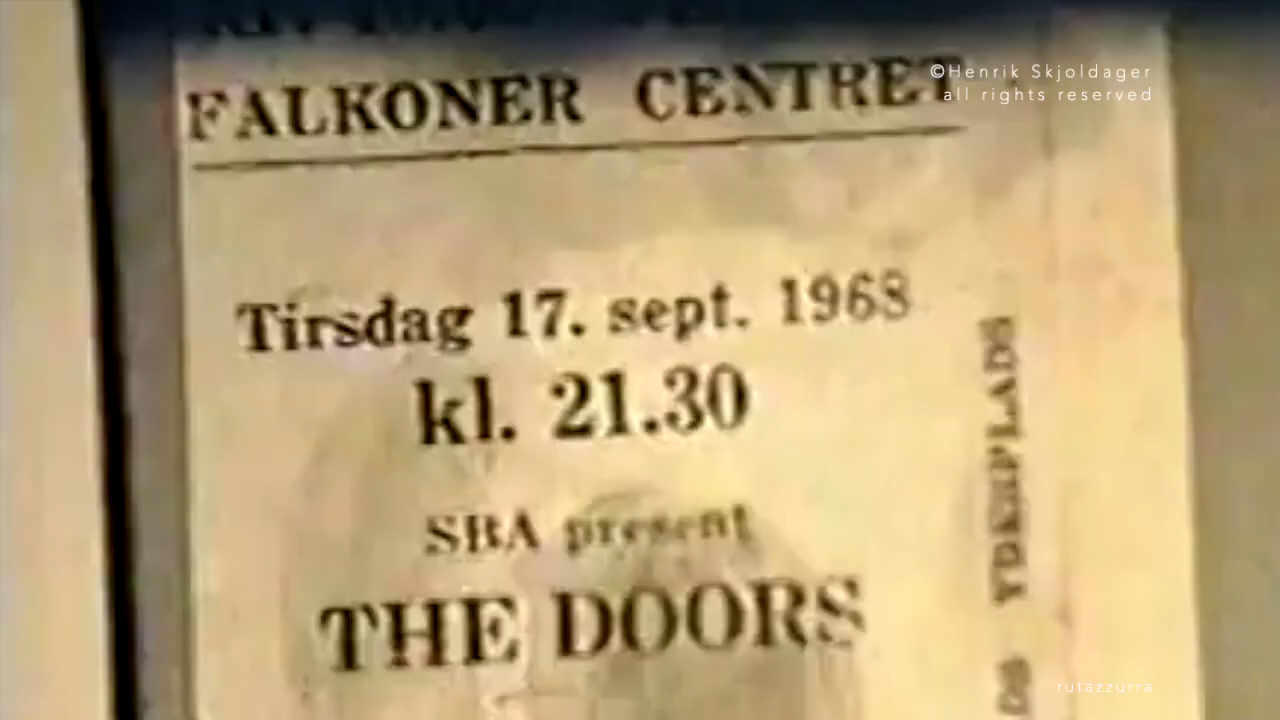 FALKONER CENTRET
©Henrik Skjoldager
all rights reserved
Tirsdag 17. sept. 1968
kl. 21.30
SBA present
THE DOORS
YDERPLADS
rutazzurra